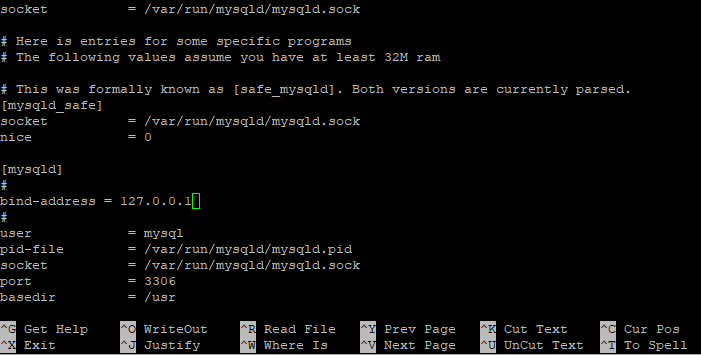 socket          = /var/run/mysqld/mysqld.sock
# Here is entries for some specific programs
# The following values assume you have at least 32M ram
# This was formally known as [safe_mysqld]. Both versions are currently parsed.
[mysqld_safe]
socket          = /var/run/mysqld/mysqld.sock
nice            = 0
[mysqld]
#
bind-address = 127.0.0.1
#
user            = mysql
pid-file        = /var/run/mysqld/mysqld.pid
socket          = /var/run/mysqld/mysqld.sock
port            = 3306
basedir         = /usr
^G Get Help    ^O WriteOut    ^R Read File   ^Y Prev Page   ^K Cut Text    ^C Cur Pos
^X Exit        ^J Justify     ^W Where Is    ^V Next Page   ^U UnCut Text  ^T To Spell